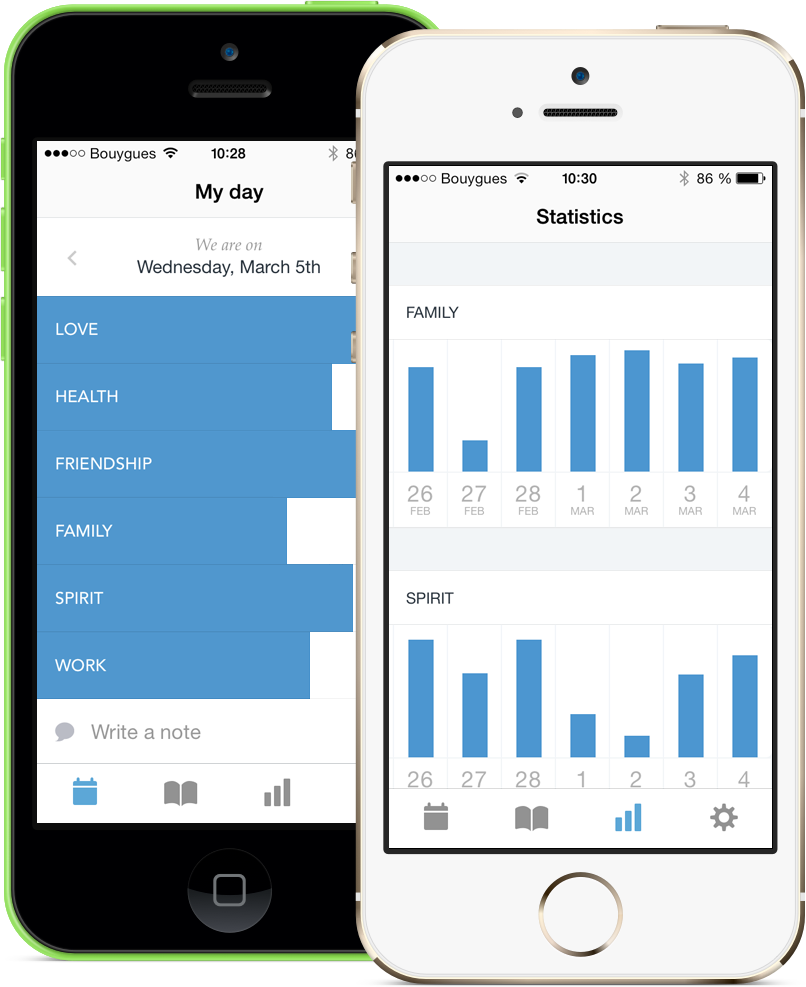 Bouygues 10:28 8
My day
We are on
Wednesday, March 5th
LOVE
HEALTH
FRIENDSHIP
FAMILY
SPIRIT
WORK
Write a note
Bouygues 10:30 86 %
Statistics
FAMILY
26 27 28 1 2 3 4
FEB FEB FEB MAR MAR MAR MAR
SPIRIT
26 27 28 1 2 3 4